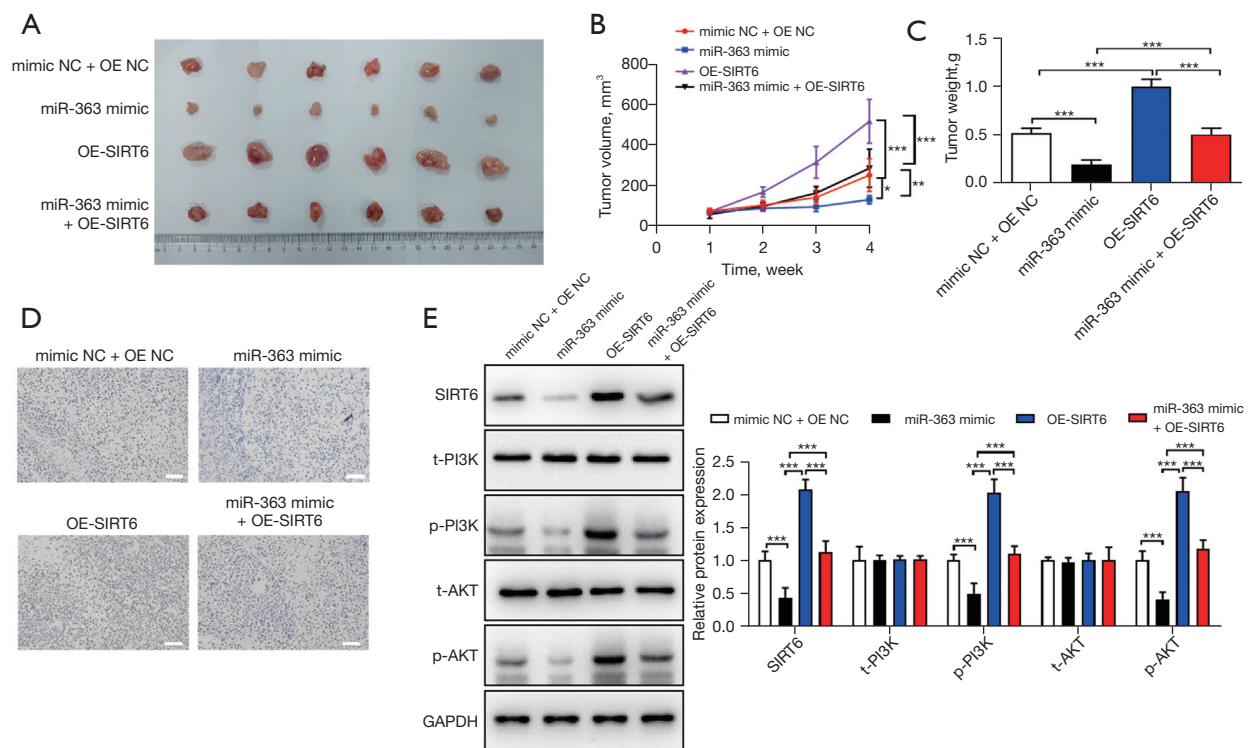 A
mimic NC + OE NC
miR-363 mimic
OE-SIRT6
miR-363 mimic
+ OE-SIRT6
B
mimic NC + OE NC
miR-363 mimic
OE-SIRT6
miR-363 mimic + OE-SIRT6
Tumor volume, mm³
800
600
400
200
0
0 1 2 3 4
Time, week
***
***
*
**
C
Tumor weight,g
1.5
1.0
0.5
0.0
***
***
***
***
mimic NC + OE NC
miR-363 mimic
OE-SIRT6
miR-363 mimic + OE-SIRT6
D
mimic NC + OE NC
miR-363 mimic
OE-SIRT6
miR-363 mimic
+ OE-SIRT6
E
mimic NC + OE NC
miR-363 mimic
OE-SIRT6
miR-363 mimic
+ OE-SIRT6
SIRT6
t-PI3K
p-PI3K
t-AKT
p-AKT
GAPDH
mimic NC + OE NC
miR-363 mimic
OE-SIRT6
miR-363 mimic
+ OE-SIRT6
Relative protein expression
2.5
2.0
1.5
1.0
0.5
0.0
*** *** ***
*** *** *** *** *** ***
*** *** ***
SIRT6
t-PI3K
p-PI3K
t-AKT
p-AKT